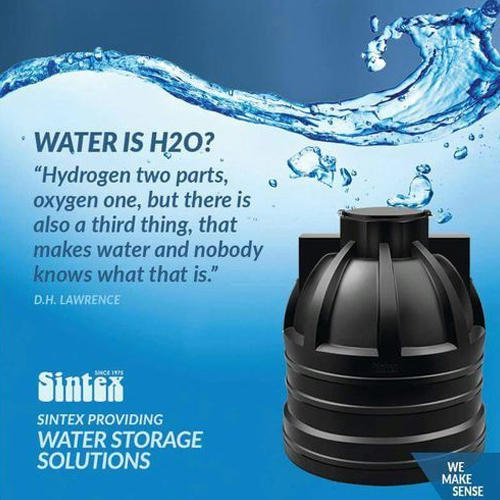 WATER IS H2O?
“Hydrogen two parts,
oxygen one, but there is
also a third thing, that
makes water and nobody
knows what that is.”
D.H. LAWRENCE
SINCE 1975
Sintex
SINTEX PROVIDING
WATER STORAGE
SOLUTIONS
WE
MAKE
SENSE